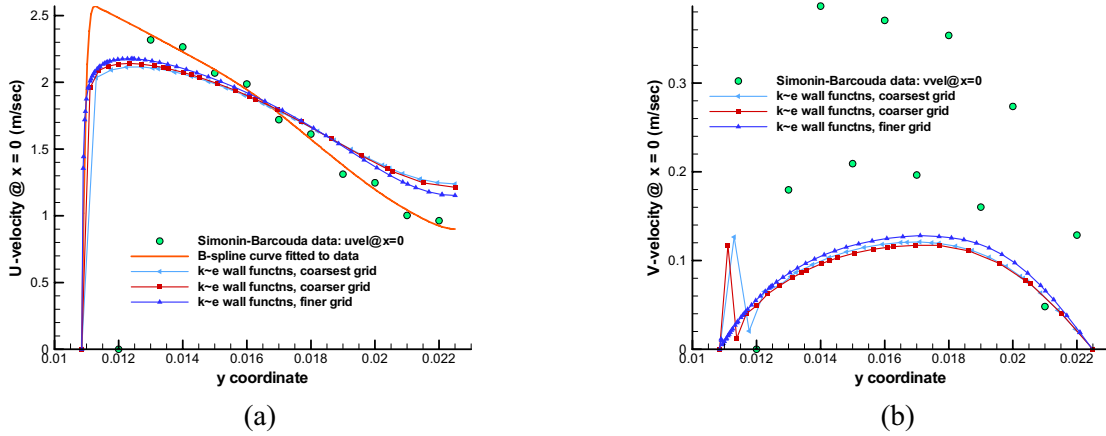 U-velocity @ x = 0 (m/sec)
2.5
2
1.5
1
0.5
0
Simonin-Barcouda data: uvel@x=0
B-spline curve fitted to data
k~e wall functns, coarsest grid
k~e wall functns, coarser grid
k~e wall functns, finer grid
0.01 0.012 0.014 0.016 0.018 0.02 0.022
y coordinate
(a)
V-velocity @ x = 0 (m/sec)
0.3
0.2
0.1
0
Simonin-Barcouda data: vvel@x=0
k~e wall functns, coarsest grid
k~e wall functns, coarser grid
k~e wall functns, finer grid
0.01 0.012 0.014 0.016 0.018 0.02 0.022
y coordinate
(b)